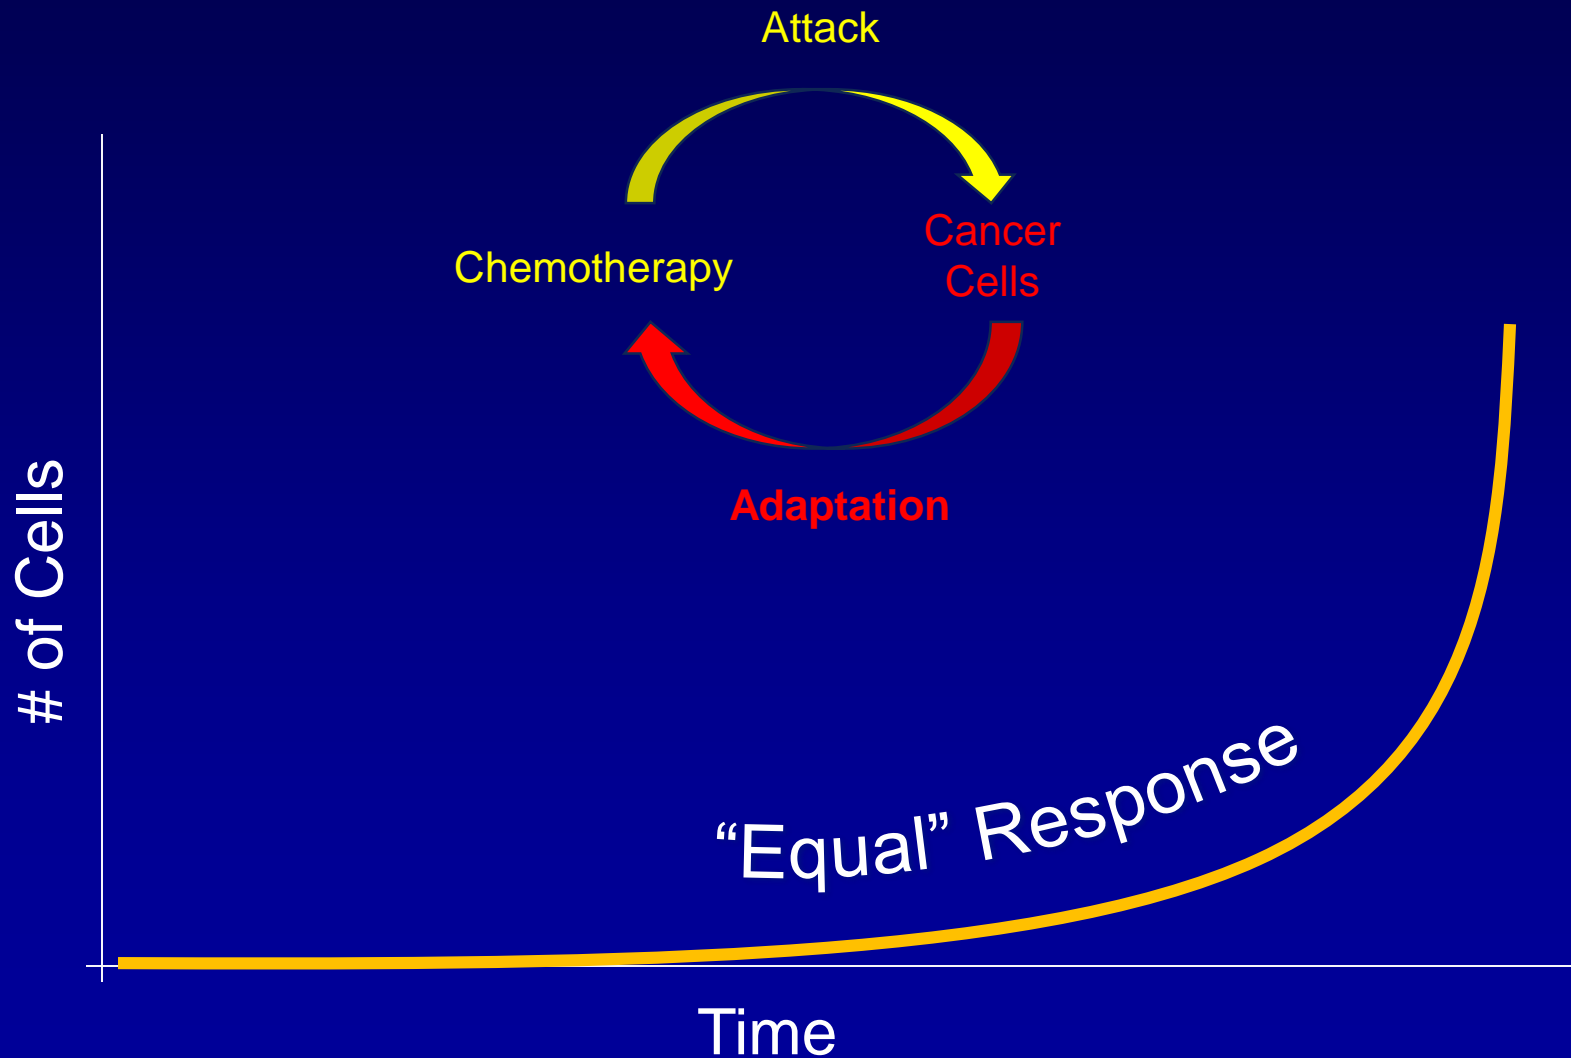 Attack
Chemotherapy
Cancer
Cells
Adaptation
# of Cells
“Equal” Response
Time